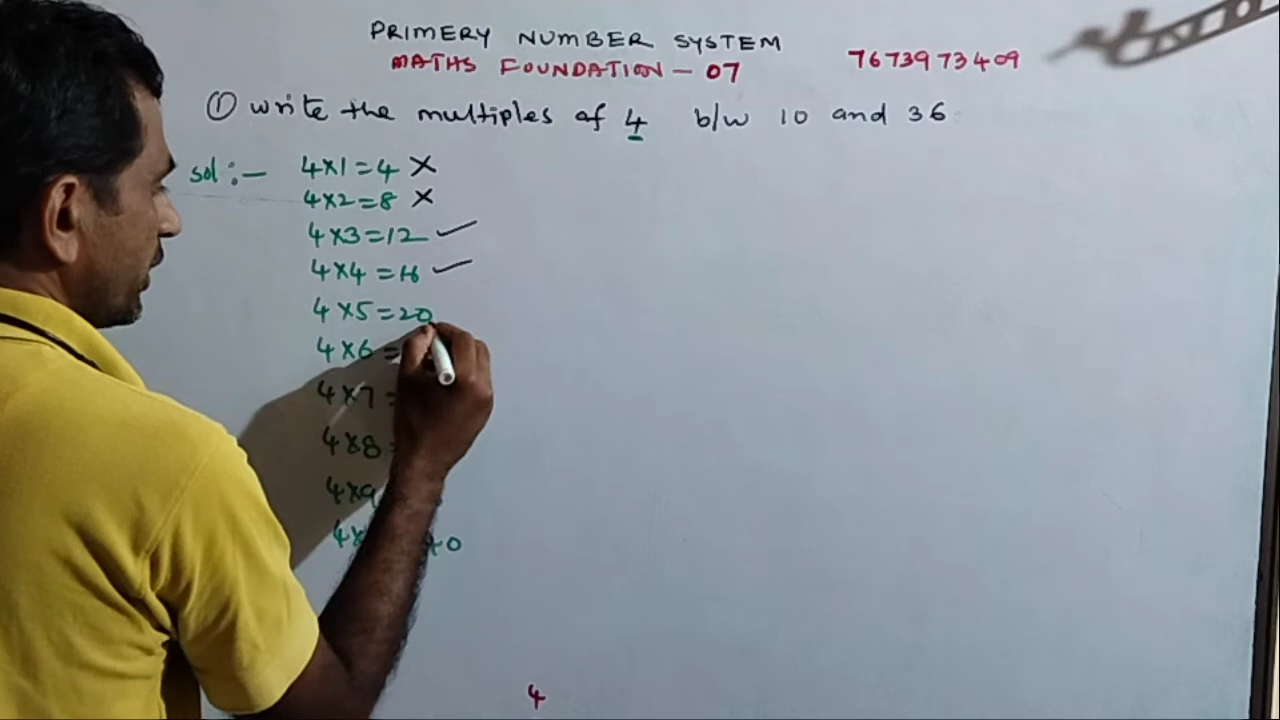 PRIMERY NUMBER SYSTEM
MATHS FOUNDATION - 07 7673973409
① Write the multiples of 4 b/w 10 and 36
sol :- 4×1=4 ×
4×2=8 ×
4×3=12 ✓
4×4=16 ✓
4×5=20
4×6=
4×7=
4×8=
4×9
4× 40
4